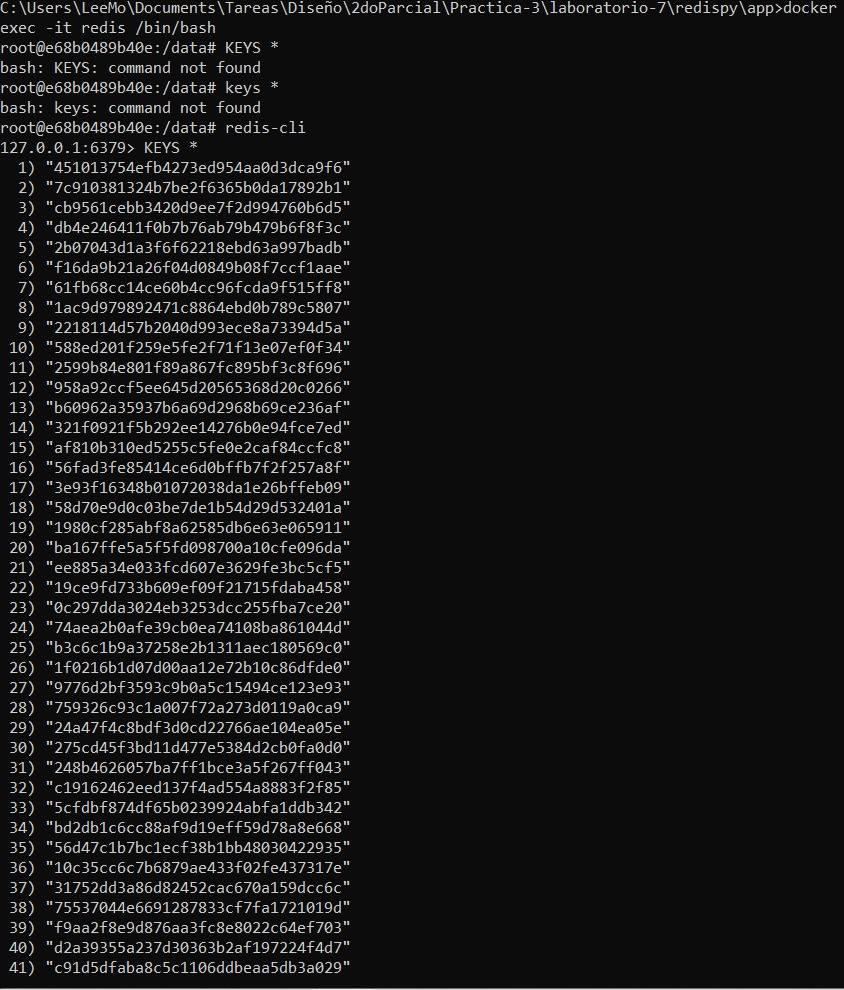 C:\Users\LeeMo\Documents\Tareas\Diseño\2doParcial\Practica-3\laboratorio-7\redispy\app>docker
exec -it redis /bin/bash
root@e68b0489b40e:/data# KEYS *
bash: KEYS: command not found
root@e68b0489b40e:/data# keys *
bash: keys: command not found
root@e68b0489b40e:/data# redis-cli
127.0.0.1:6379> KEYS *
1) "451013754efb4273ed954aa0d3dca9f6"
2) "7c910381324b7be2f6365b0da17892b1"
3) "cb9561cebb3420d9ee7f2d994760b6d5"
4) "db4e246411f0b7b76ab79b479b6f8f3c"
5) "2b07043d1a3f6f62218ebd63a997badb"
6) "f16da9b21a26f04d0849b08f7ccf1aae"
7) "61fb68cc14ce60b4cc96fcda9f515ff8"
8) "1ac9d979892471c8864ebd0b789c5807"
9) "2218114d57b2040d993ece8a73394d5a"
10) "588ed201f259e5fe2f71f13e07ef0f34"
11) "2599b84e801f89a867fc895bf3c8f696"
12) "958a92ccf5ee645d20565368d20c0266"
13) "b60962a35937b6a69d2968b69ce236af"
14) "321f0921f5b292ee14276b0e94fce7ed"
15) "af810b310ed5255c5fe0e2caf84ccfc8"
16) "56fad3fe85414ce6d0bffb7f2f257a8f"
17) "3e93f16348b01072038da1e26bffeb09"
18) "58d70e9d0c03be7de1b54d29d532401a"
19) "1980cf285abf8a62585db6e63e065911"
20) "ba167ffe5a5f5fd098700a10cfe096da"
21) "ee885a34e033fcd607e3629fe3bc5cf5"
22) "19ce9fd733b609ef09f21715fdaba458"
23) "0c297dda3024eb3253dcc255fba7ce20"
24) "74aea2b0afe39cb0ea74108ba861044d"
25) "b3c6c1b9a37258e2b1311aec180569c0"
26) "1f0216b1d07d00aa12e72b10c86dfde0"
27) "9776d2bf3593c9b0a5c15494ce123e93"
28) "759326c93c1a007f72a273d0119a0ca9"
29) "24a47f4c8bdf3d0cd22766ae104ea05e"
30) "275cd45f3bd11d477e5384d2cb0fa0d0"
31) "248b4626057ba7ff1bce3a5f267ff043"
32) "c19162462eed137f4ad554a8883f2f85"
33) "5cfdbf874df65b0239924abfa1ddb342"
34) "bd2db1c6cc88af9d19eff59d78a8e668"
35) "56d47c1b7bc1ecf38b1bb48030422935"
36) "10c35cc6c7b6879ae433f02fe437317e"
37) "31752dd3a86d82452cac670a159dcc6c"
38) "75537044e6691287833cf7fa1721019d"
39) "f9aa2f8e9d876aa3fc8e8022c64ef703"
40) "d2a39355a237d30363b2af197224f4d7"
41) "c91d5dfaba8c5c1106ddbeaa5db3a029"